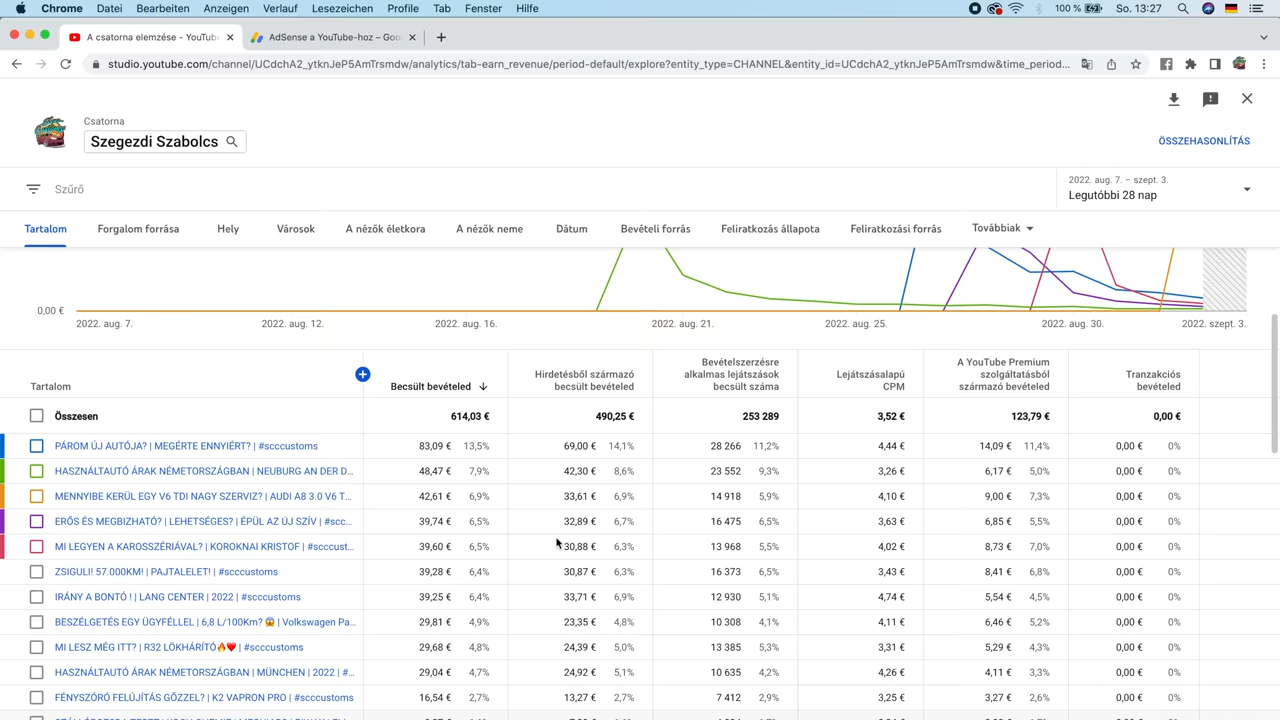 Chrome Datei Bearbeiten Anzeigen Verlauf Lesezeichen Profile Tab Fenster Hilfe 100 % So. 13:27
A csatorna elemzése - YouTub
AdSense a YouTube-hoz – Goo
studio.youtube.com/channel/UCdchA2_ytknJeP5AmTrsmdw/analytics/tab-earn_revenue/period-default/explore?entity_type=CHANNEL&entity_id=UCdchA2_ytknJeP5AmTrsmdw&time_period...
Csatorna
Szegezdi Szabolcs
ÖSSZEHASONLÍTÁS
Szűrő
2022. aug. 7. – szept. 3.
Legutóbbi 28 nap
Tartalom Forgalom forrása Hely Városok A nézők életkora A nézők neme Dátum Bevételi forrás Feliratkozás állapota Feliratkozási forrás Továbbiak
0,00 €
2022. aug. 7. 2022. aug. 12. 2022. aug. 16. 2022. aug. 21. 2022. aug. 25. 2022. aug. 30. 2022. szept. 3.
Tartalom
Becsült bevételed
Hirdetésből származó
becsült bevételed
Bevételszerzésre
alkalmas lejátszások
becsült száma
Lejátszásalapú
CPM
A YouTube Premium
szolgáltatásból
származó bevételed
Tranzakciós
bevételed
Összesen 614,03 € 490,25 € 253 289 3,52 € 123,79 € 0,00 €
PÁROM ÚJ AUTÓJA? | MEGÉRTE ENNYIÉRT? | #scccustoms 83,09 € 13,5% 69,00 € 14,1% 28 266 11,2% 4,44 € 14,09 € 11,4% 0,00 € 0%
HASZNÁLTAUTÓ ÁRAK NÉMETORSZÁGBAN | NEUBURG AN DER D... 48,47 € 7,9% 42,30 € 8,6% 23 552 9,3% 3,26 € 6,17 € 5,0% 0,00 € 0%
MENNYIBE KERÜL EGY V6 TDI NAGY SZERVIZ? | AUDI A8 3.0 V6 T... 42,61 € 6,9% 33,61 € 6,9% 14 918 5,9% 4,10 € 9,00 € 7,3% 0,00 € 0%
ERŐS ÉS MEGBIZHATÓ? | LEHETSÉGES? | ÉPÜL AZ ÚJ SZÍV | #scc... 39,74 € 6,5% 32,89 € 6,7% 16 475 6,5% 3,63 € 6,85 € 5,5% 0,00 € 0%
MI LEGYEN A KAROSSZÉRIÁVAL? | KOROKNAI KRISTOF | #sccccust... 39,60 € 6,5% 30,88 € 6,3% 13 968 5,5% 4,02 € 8,73 € 7,0% 0,00 € 0%
ZSIGULI! 57.000KM! | PAJTALELET! | #scccustoms 39,28 € 6,4% 30,87 € 6,3% 16 373 6,5% 3,43 € 8,41 € 6,8% 0,00 € 0%
IRÁNY A BONTÓ ! | LANG CENTER | 2022 | #scccustoms 39,25 € 6,4% 33,71 € 6,9% 12 930 5,1% 4,74 € 5,54 € 4,5% 0,00 € 0%
BESZÉLGETÉS EGY ÜGYFÉLLEL | 6,8 L/100Km? 😱 | Volkswagen Pa... 29,81 € 4,9% 23,35 € 4,8% 10 308 4,1% 4,11 € 6,46 € 5,2% 0,00 € 0%
MI LESZ MÉG ITT? | R32 LÖKHÁRÍTÓ🔥❤️ | #scccustoms 29,68 € 4,8% 24,39 € 5,0% 13 385 5,3% 3,31 € 5,29 € 4,3% 0,00 € 0%
HASZNÁLTAUTÓ ÁRAK NÉMETORSZÁGBAN | MÜNCHEN | 2022 | #... 29,04 € 4,7% 24,92 € 5,1% 10 635 4,2% 4,26 € 4,11 € 3,3% 0,00 € 0%
FÉNYSZÓRÓ FELÚJÍTÁS GŐZZEL? | K2 VAPRON PRO | #scccustoms 16,54 € 2,7% 13,27 € 2,7% 7 412 2,9% 3,25 € 3,27 € 2,6% 0,00 € 0%